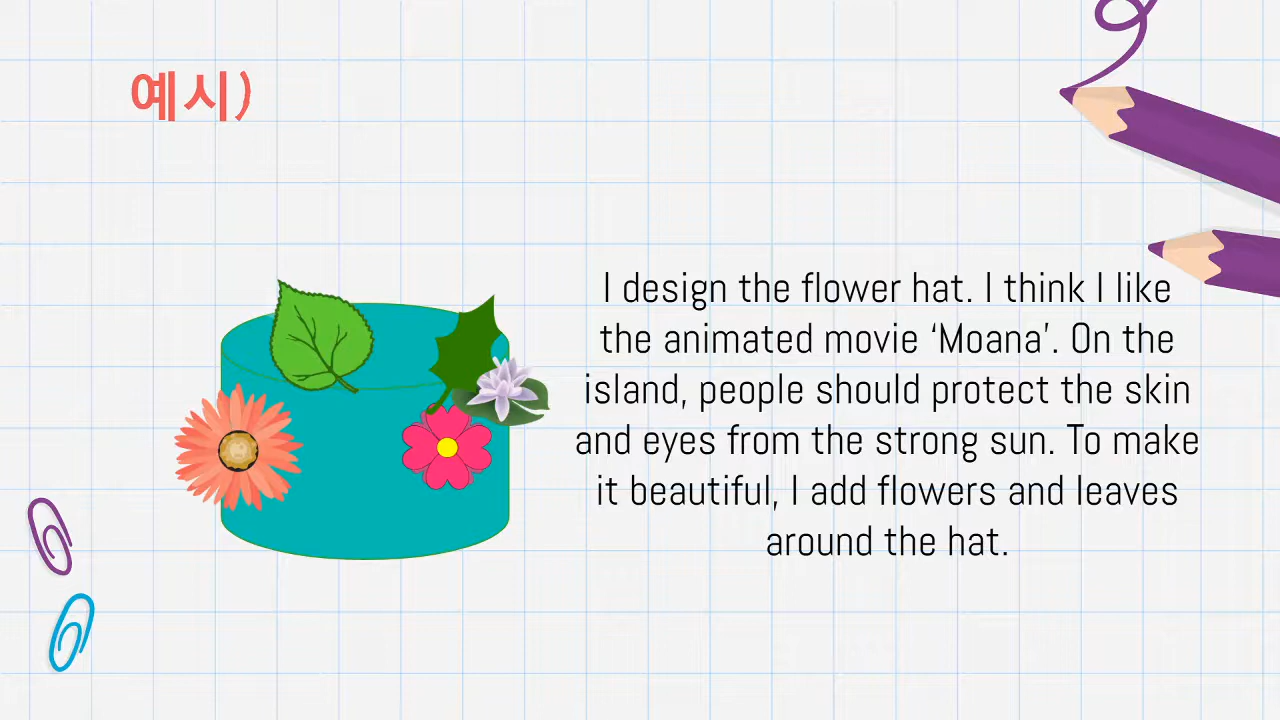 예시)
I design the flower hat. I think I like
the animated movie ‘Moana’. On the
island, people should protect the skin
and eyes from the strong sun. To make
it beautiful, I add flowers and leaves
around the hat.